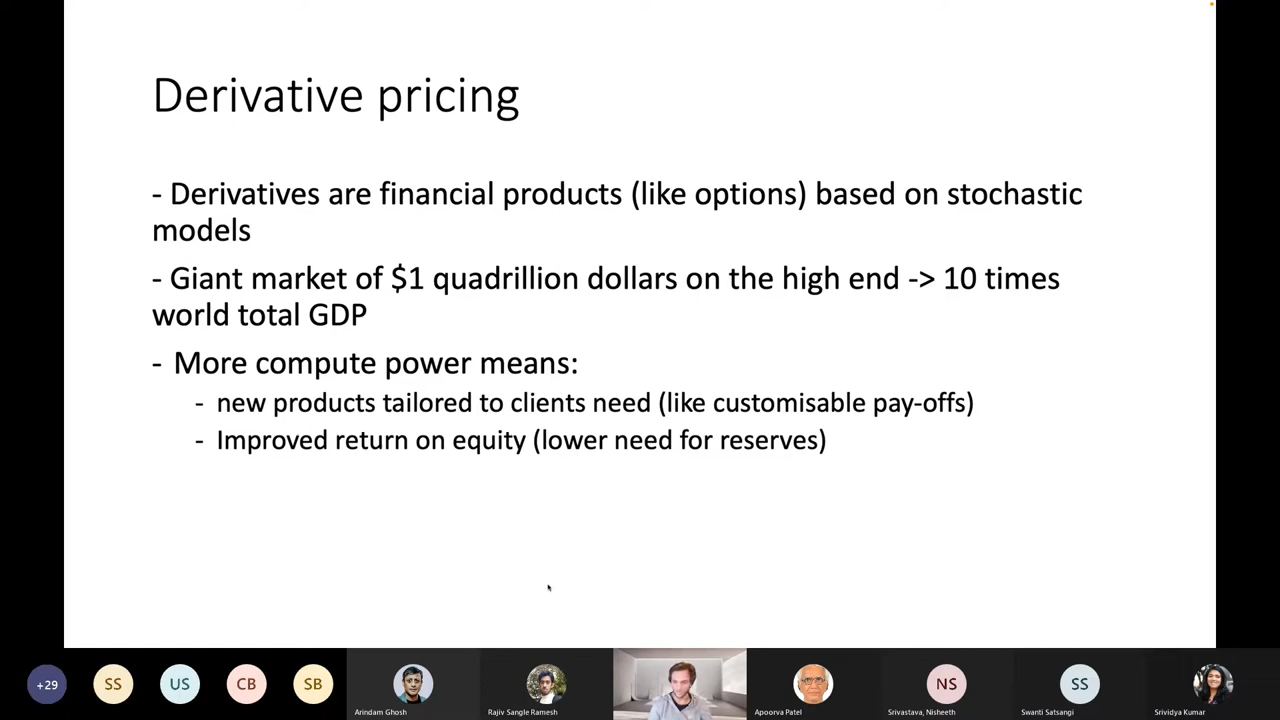 Derivative pricing
- Derivatives are financial products (like options) based on stochastic
models
- Giant market of $1 quadrillion dollars on the high end -> 10 times
world total GDP
- More compute power means:
- new products tailored to clients need (like customisable pay-offs)
- Improved return on equity (lower need for reserves)
+29
SS
US
CB
SB
NS
SS
Arindam Ghosh
Rajiv Sangle Ramesh
Apoorva Patel
Srivastava, Nisheeth
Swanti Satsangi
Srividya Kumar